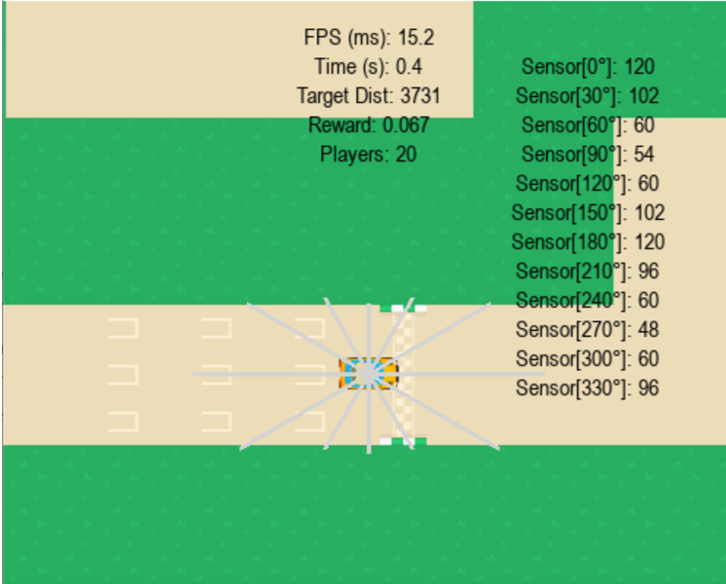 FPS (ms): 15.2
Time (s): 0.4
Target Dist: 3731
Reward: 0.067
Players: 20
Sensor[0°]: 120
Sensor[30°]: 102
Sensor[60°]: 60
Sensor[90°]: 54
Sensor[120°]: 60
Sensor[150°]: 102
Sensor[180°]: 120
Sensor[210°]: 96
Sensor[240°]: 60
Sensor[270°]: 48
Sensor[300°]: 60
Sensor[330°]: 96